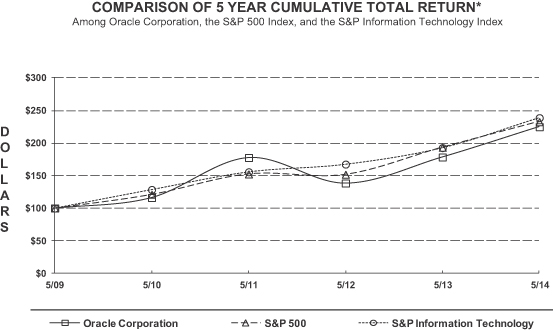 COMPARISON OF 5 YEAR CUMULATIVE TOTAL RETURN*
Among Oracle Corporation, the S&P 500 Index, and the S&P Information Technology Index
DOLLARS
$300
$250
$200
$150
$100
$50
$0
5/09 5/10 5/11 5/12 5/13 5/14
Oracle Corporation S&P 500 S&P Information Technology